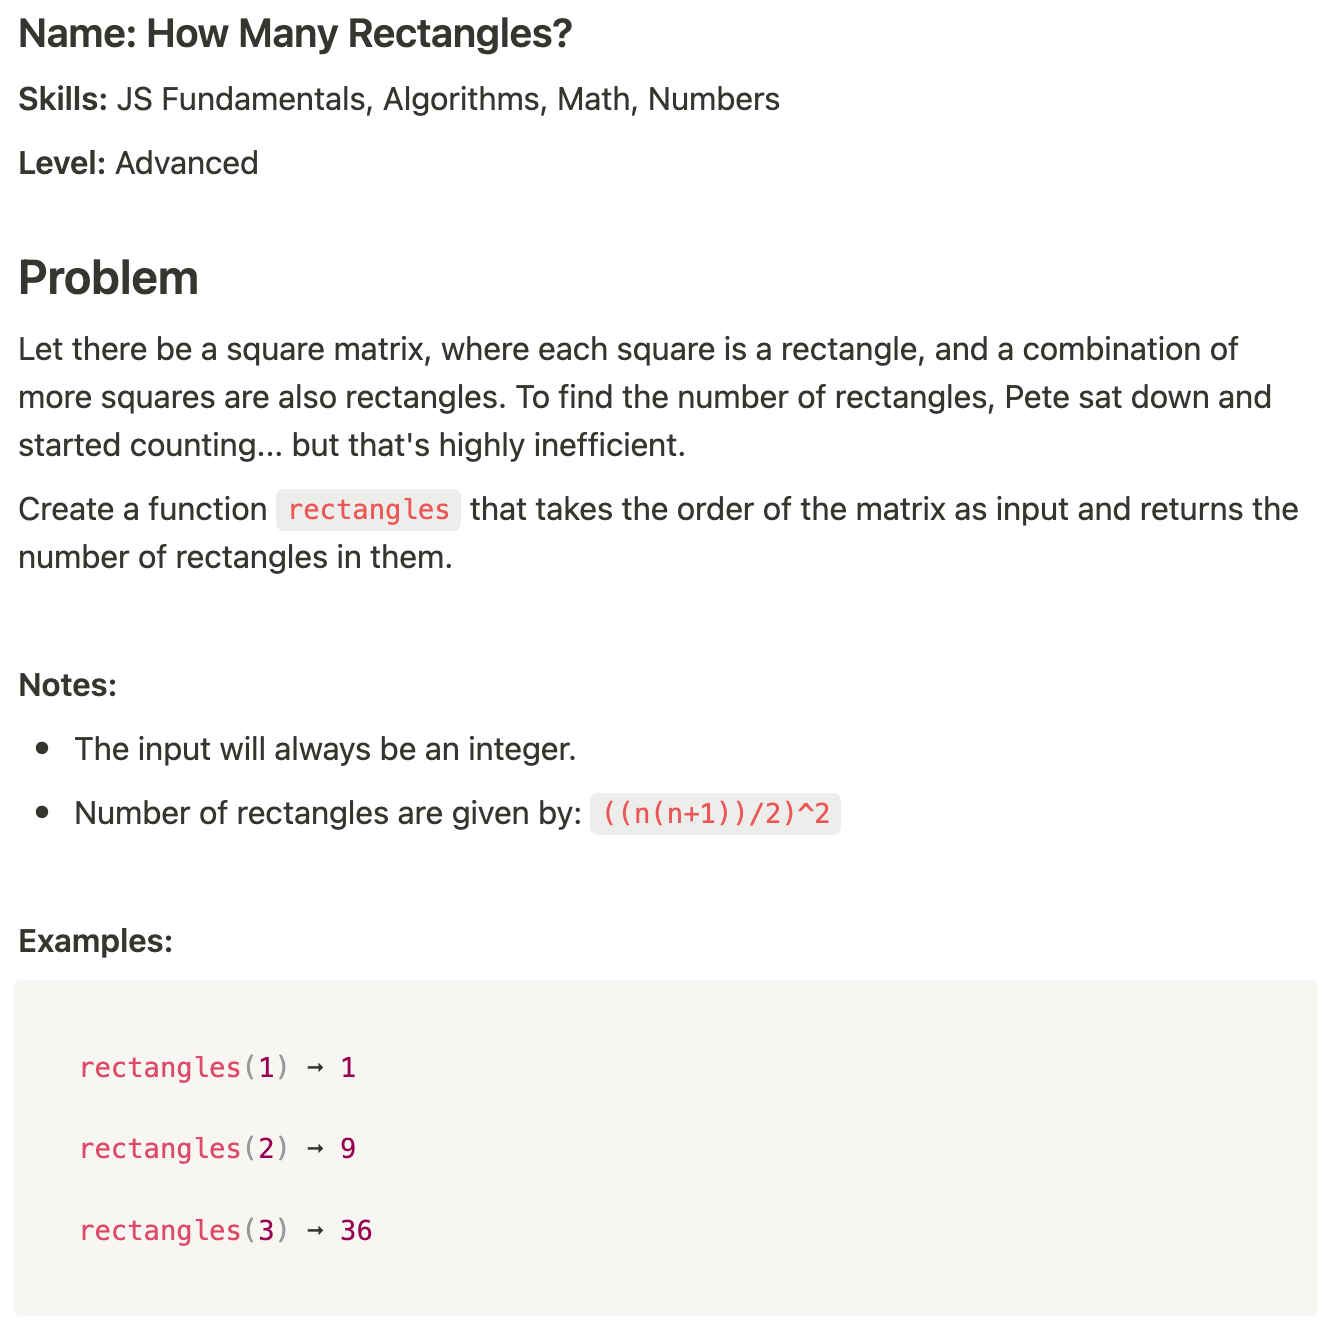 Name: How Many Rectangles?
Skills: JS Fundamentals, Algorithms, Math, Numbers
Level: Advanced
Problem
Let there be a square matrix, where each square is a rectangle, and a combination of
more squares are also rectangles. To find the number of rectangles, Pete sat down and
started counting... but that's highly inefficient.
Create a function rectangles that takes the order of the matrix as input and returns the
number of rectangles in them.
Notes:
• The input will always be an integer.
• Number of rectangles are given by: ((n(n+1))/2)^2
Examples:
rectangles(1) → 1
rectangles(2) → 9
rectangles(3) → 36